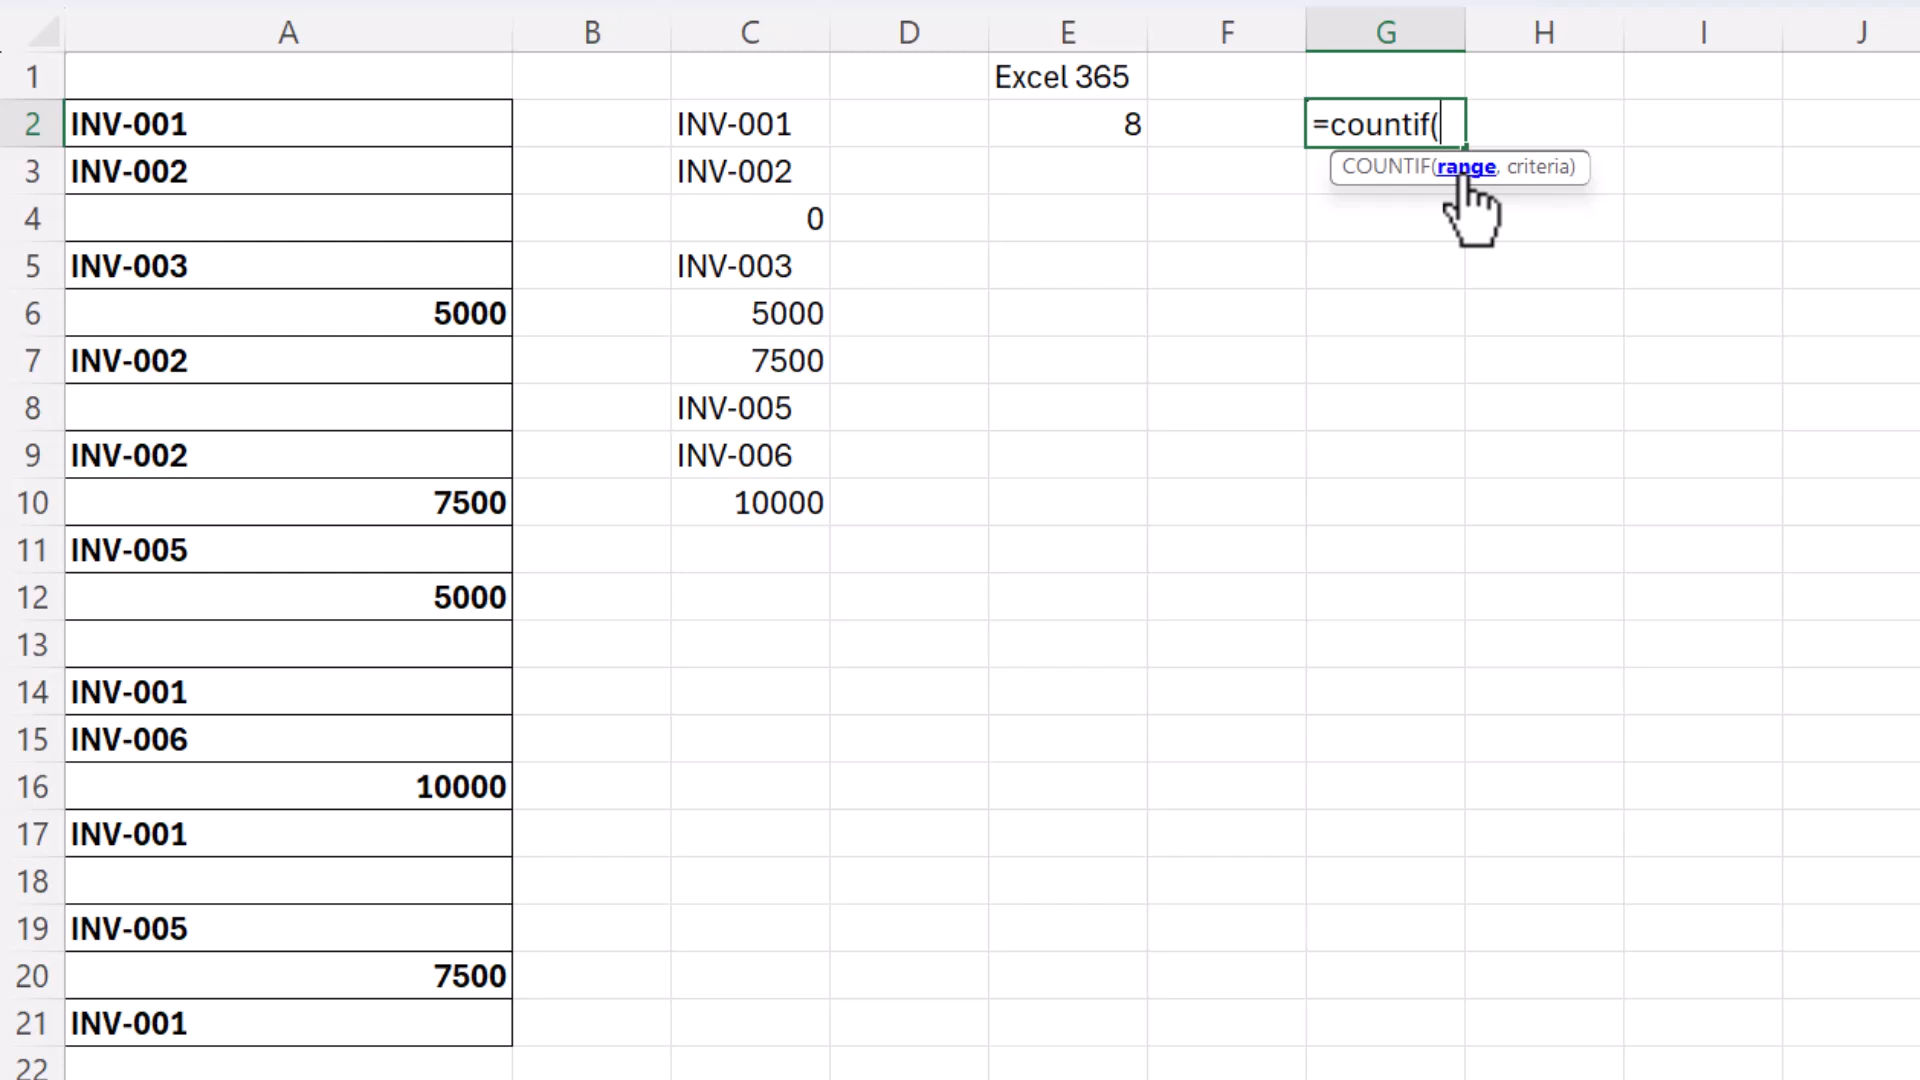 A B C D E F G H I J
1 Excel 365
2 INV-001 INV-001 8 =countif(
COUNTIF(range, criteria)
3 INV-002 INV-002
4 0
5 INV-003 INV-003
6 5000 5000
7 INV-002 7500
8 INV-005
9 INV-002 INV-006
10 7500 10000
11 INV-005
12 5000
13
14 INV-001
15 INV-006
16 10000
17 INV-001
18
19 INV-005
20 7500
21 INV-001
22